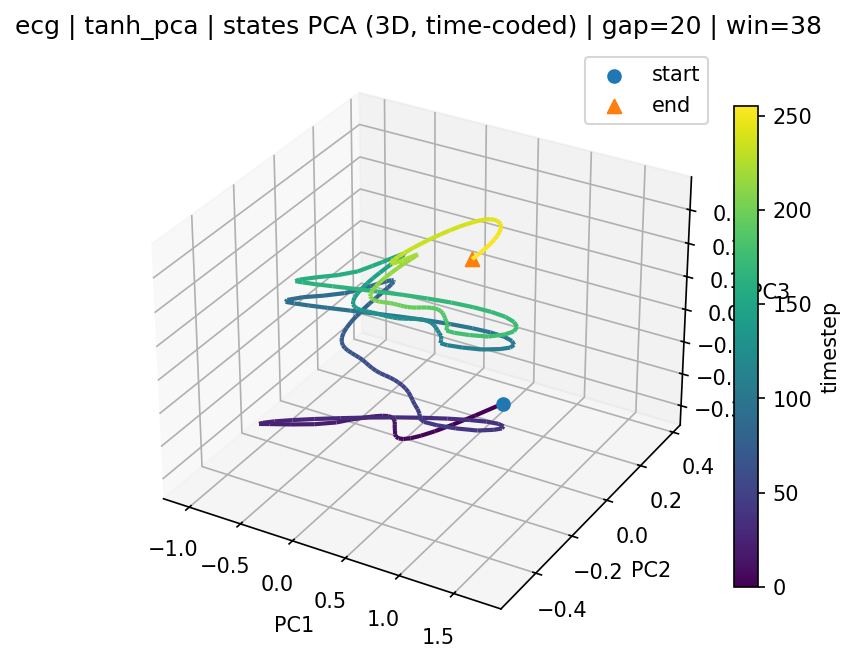 ecg | tanh_pca | states PCA (3D, time-coded) | gap=20 | win=38
start
end
250
200
150
100
50
0
timestep
PC3
0.4
0.2
0.0
−0.2
−0.4
PC2
−1.0
−0.5
0.0
0.5
1.0
1.5
PC1